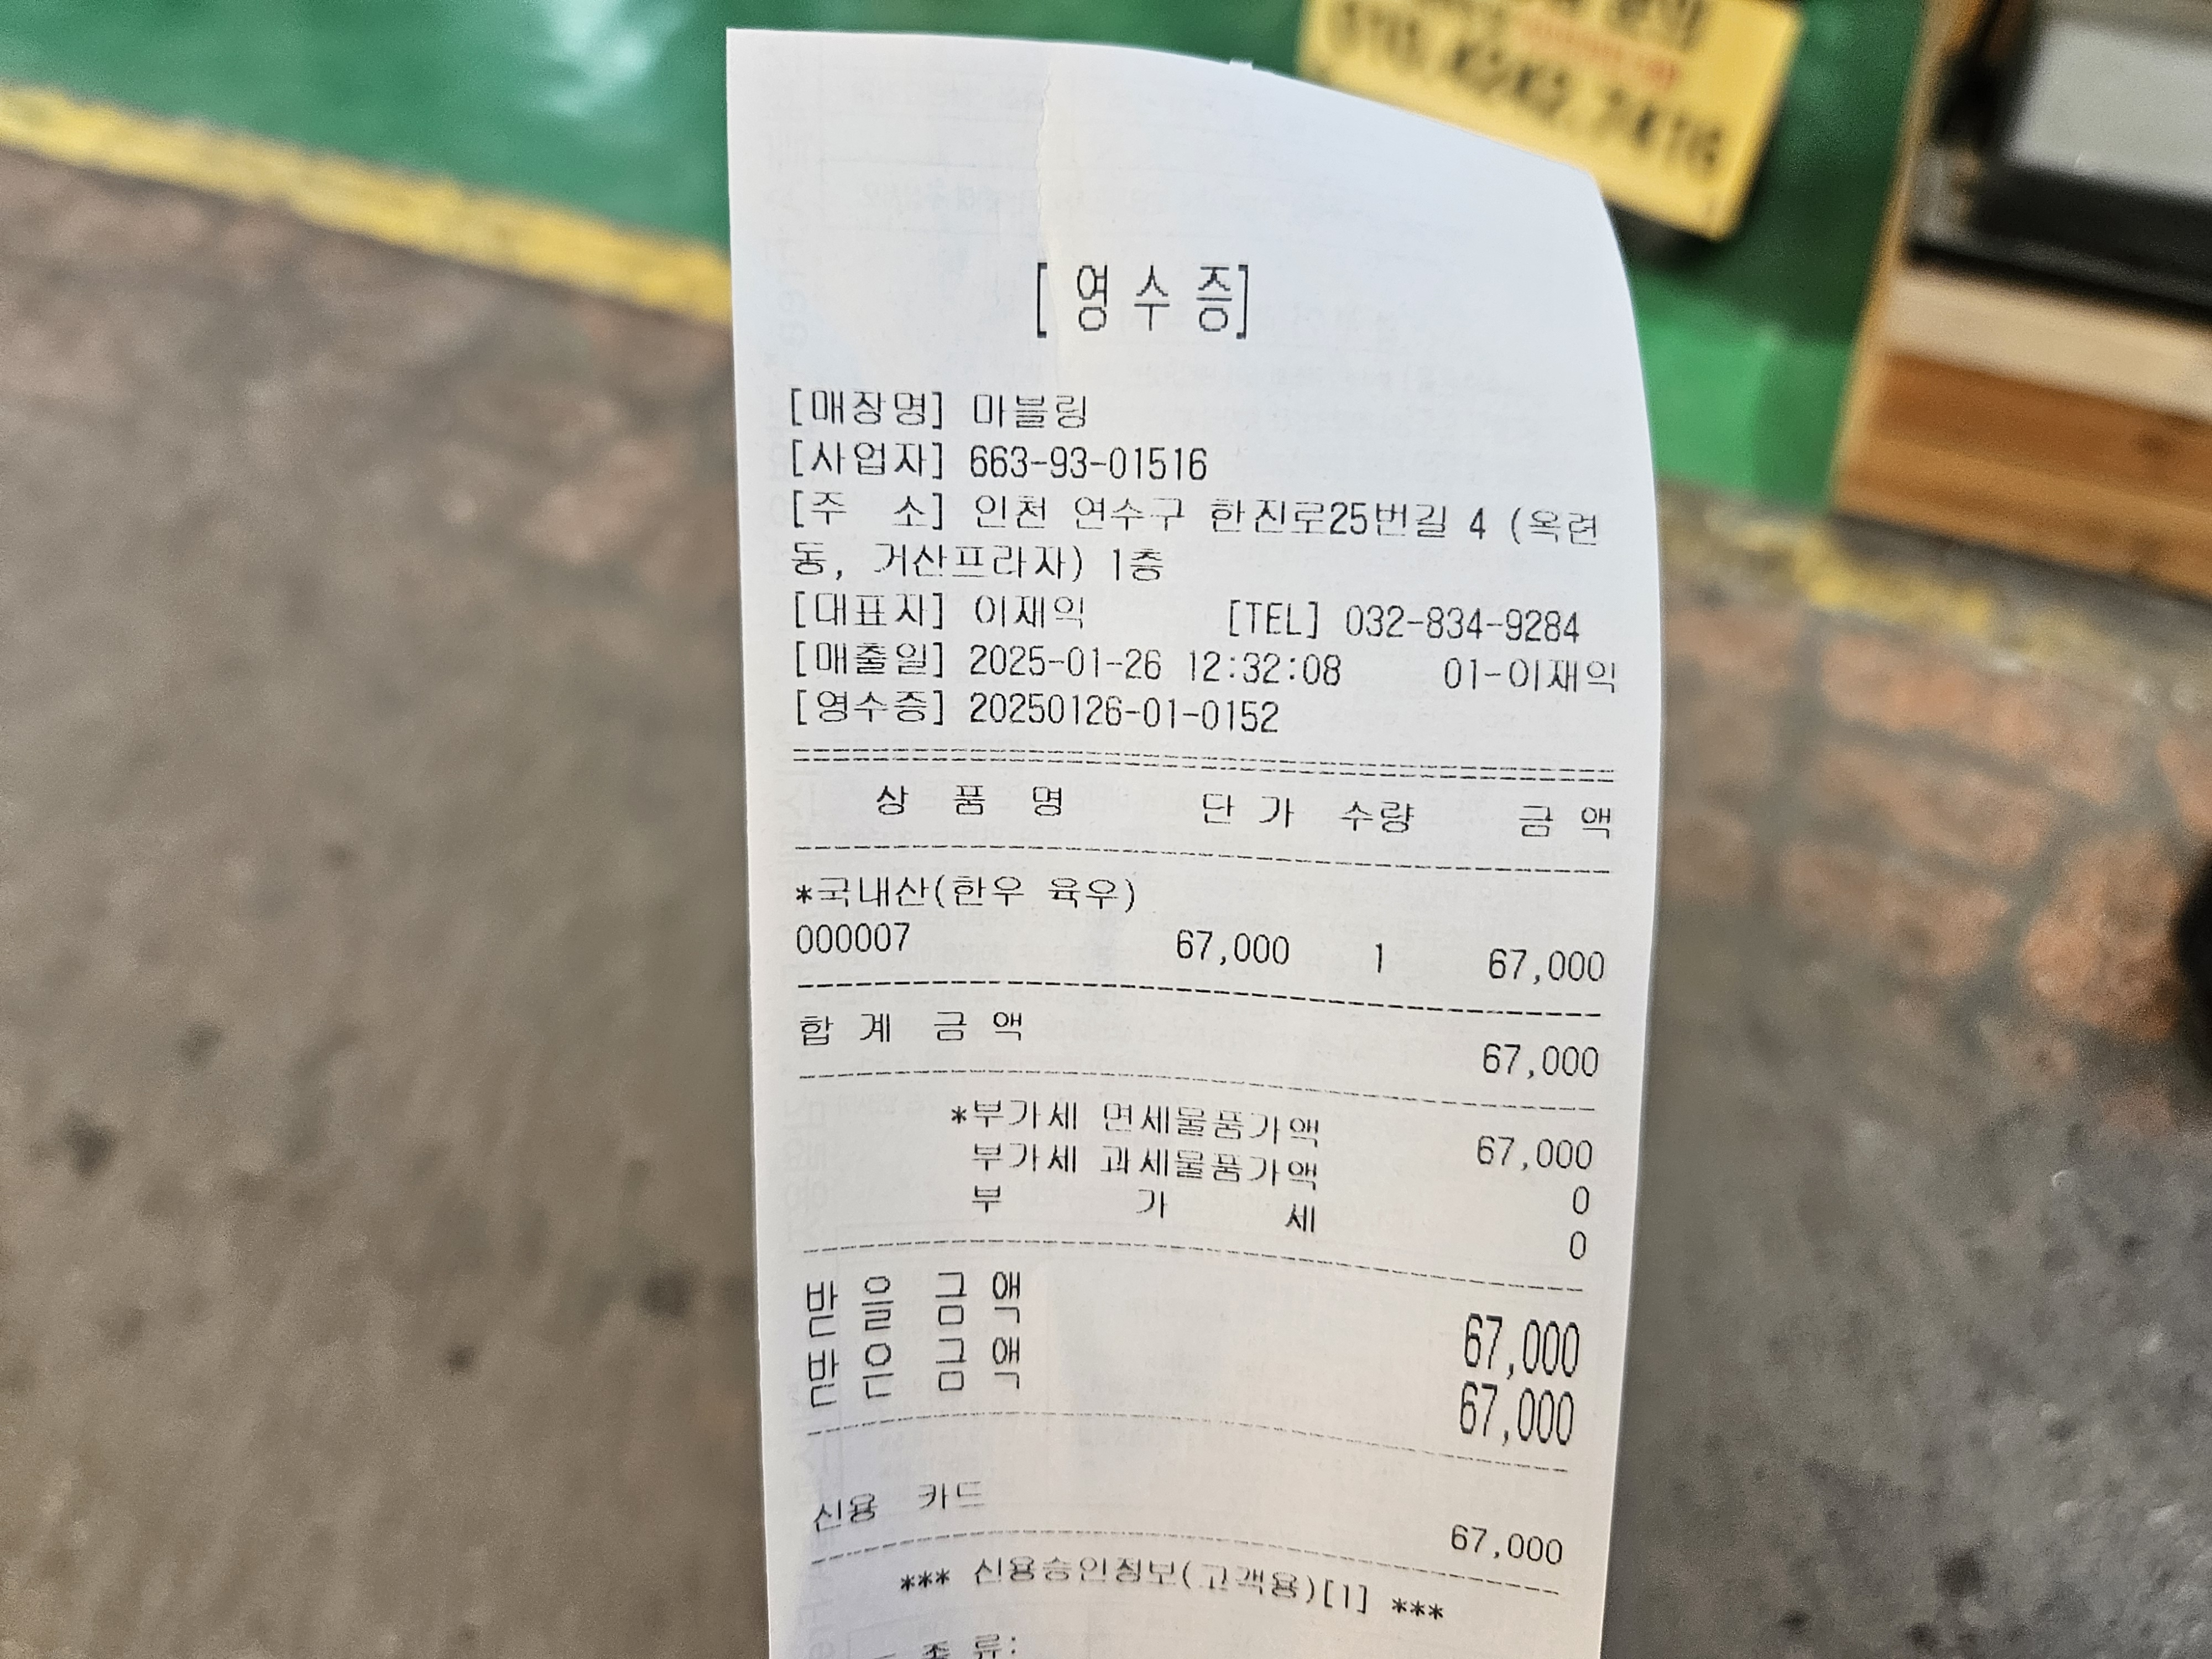 [ 영 수 증]
[매장명] 마블링
[사업자] 663-93-01516
[주 소] 인천 연수구 한진로25번길 4 (옥련
동, 거산프라자) 1층
[대표자] 이재익 [TEL] 032-834-9284
[매출일] 2025-01-26 12:32:08 01-이재익
[영수증] 20250126-01-0152
상 품 명 단 가 수량 금 액
*국내산(한우 육우)
000007 67,000 1 67,000
합 계 금 액 67,000
*부가세 면세물품가액 67,000
부가세 과세물품가액 0
부 가 세 0
받 을 금 액 67,000
받 은 금 액 67,000
신용 카드 67,000
*** 신용승인정보(고객용)[1] ***
종 류: